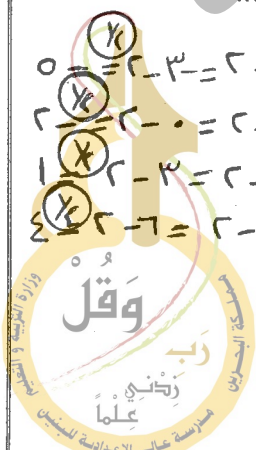 ص
٥- = ٢ - ٣- = ٢-
ص
٢- = ٢ - ٠ = ٢-
ص
١ = ٢ - ٣ = ٢-
ص
٤ = ٢ - ٦ = ٢-
وَقُلْ
رَبِّ
زِدْنِي
عِلْمًا
وزارة التربية و التعليم
مملكة البحرين
مدرسة عالي الإعدادية للبنين